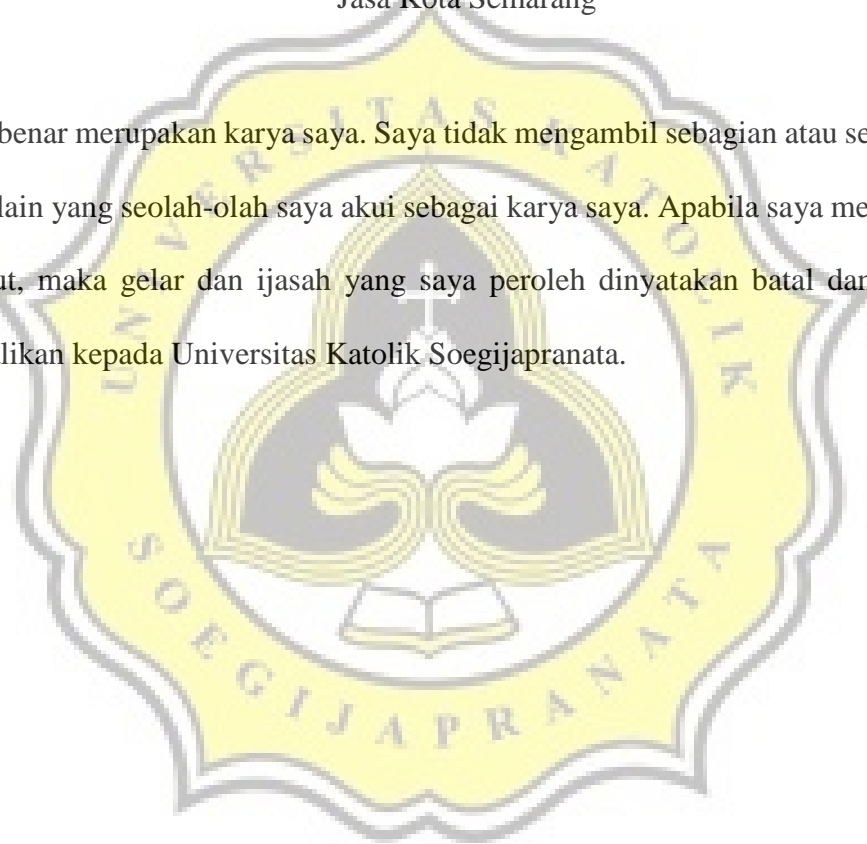 Jasa Kota Semarang
benar merupakan karya saya. Saya tidak mengambil sebagian atau se
lain yang seolah-olah saya akui sebagai karya saya. Apabila saya me
ut, maka gelar dan ijasah yang saya peroleh dinyatakan batal dan
likan kepada Universitas Katolik Soegijapranata.
UNIVERSITAS KATOLIK
SOEGIJAPRANATA